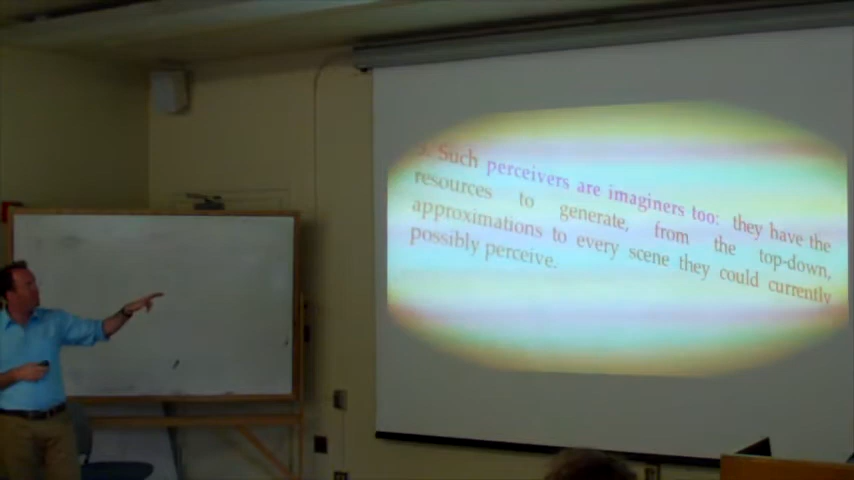 3. Such perceivers are imaginers too: they have the
resources to generate, from the top-down,
approximations to every scene they could currently
possibly perceive.